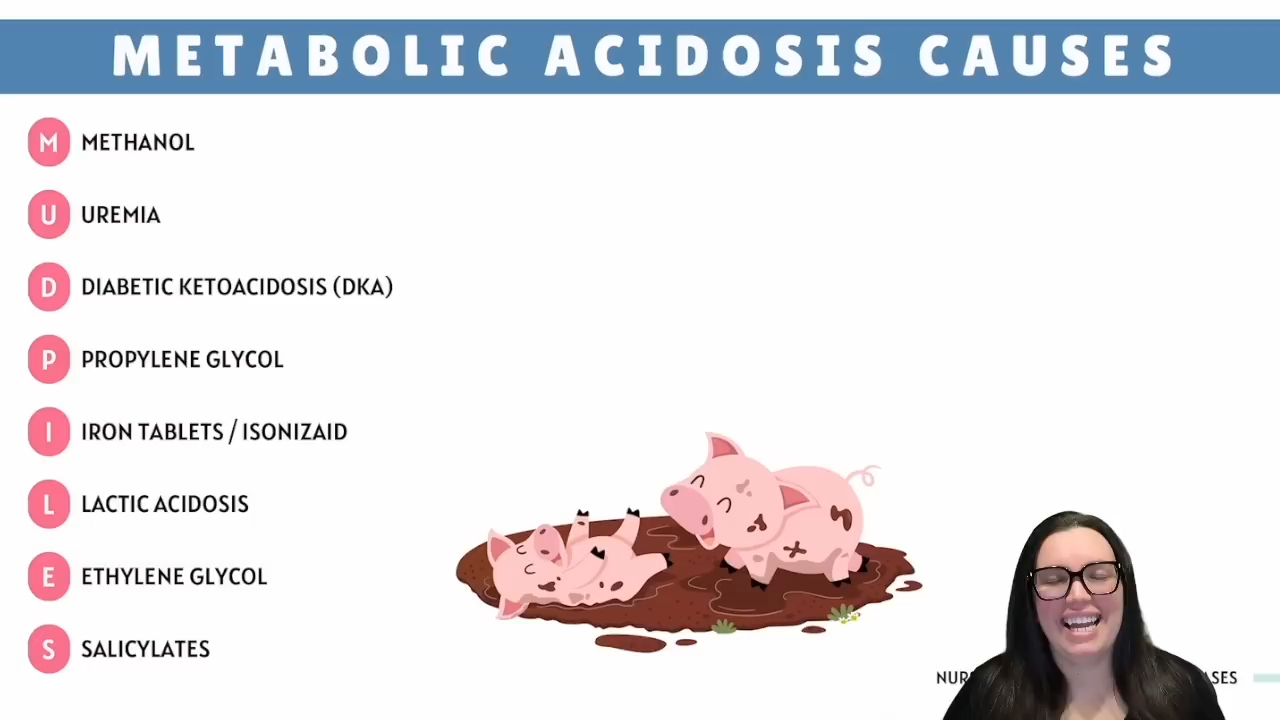 METABOLIC ACIDOSIS CAUSES
M METHANOL
U UREMIA
D DIABETIC KETOACIDOSIS (DKA)
P PROPYLENE GLYCOL
I IRON TABLETS / ISONIZAID
L LACTIC ACIDOSIS
E ETHYLENE GLYCOL
S SALICYLATES